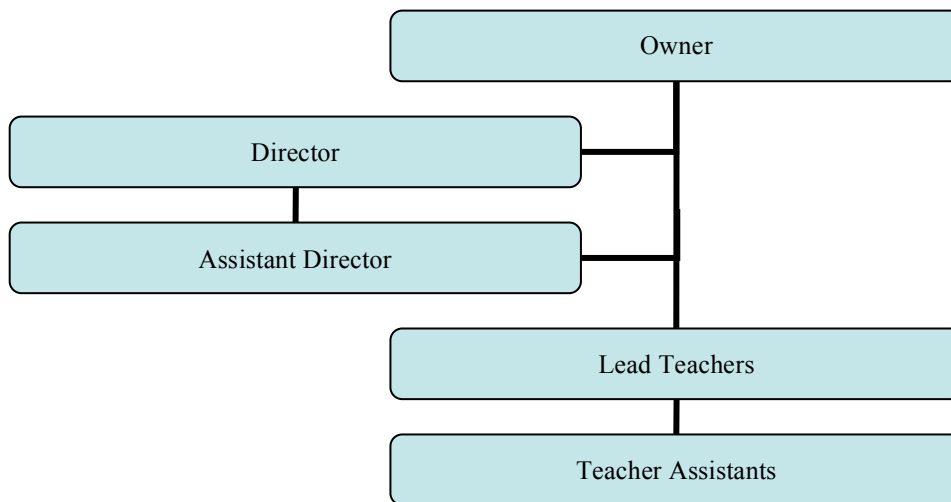 Owner
Director
Assistant Director
Lead Teachers
Teacher Assistants